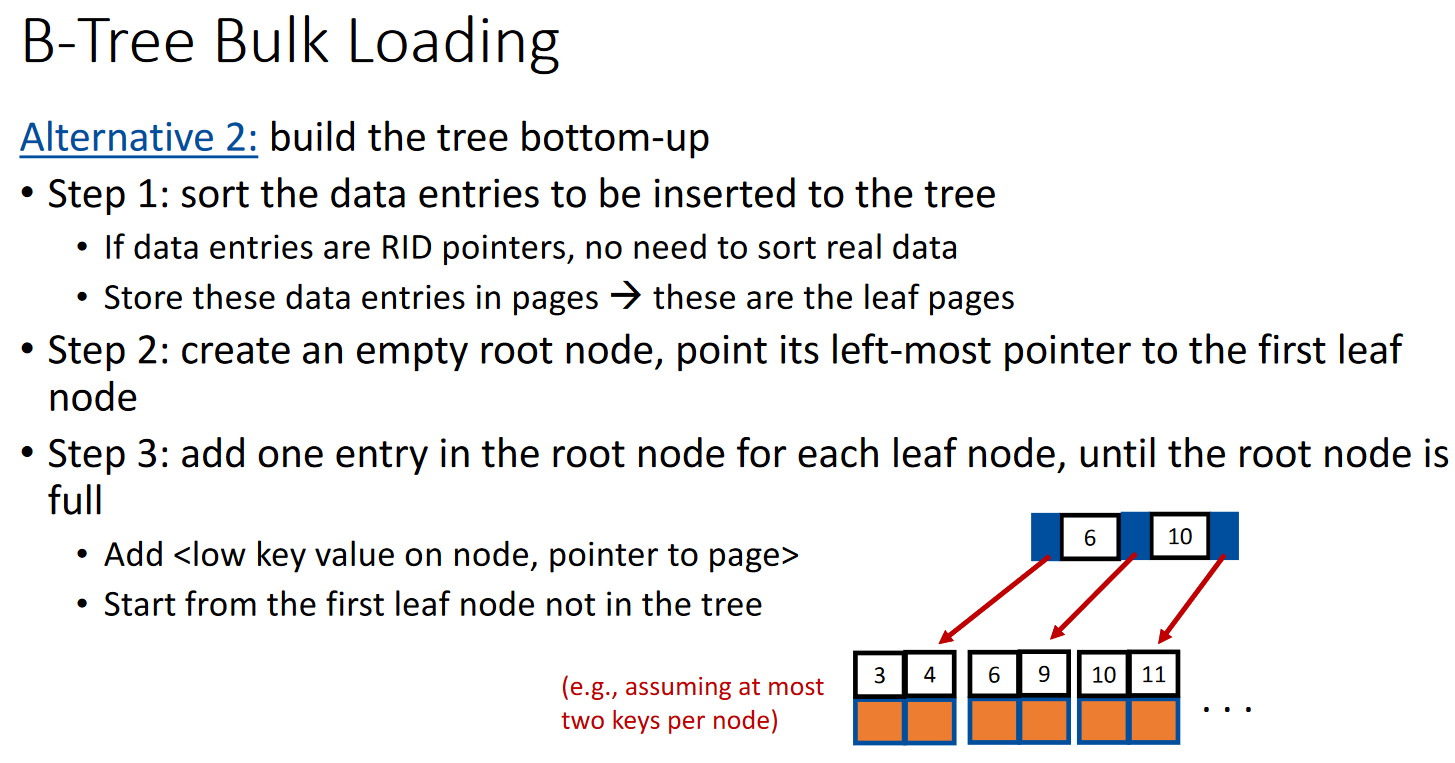 B-Tree Bulk Loading
Alternative 2: build the tree bottom-up
• Step 1: sort the data entries to be inserted to the tree
• If data entries are RID pointers, no need to sort real data
• Store these data entries in pages → these are the leaf pages
• Step 2: create an empty root node, point its left-most pointer to the first leaf
node
• Step 3: add one entry in the root node for each leaf node, until the root node is
full
• Add <low key value on node, pointer to page>
• Start from the first leaf node not in the tree
6 10
(e.g., assuming at most
two keys per node)
3 4 6 9 10 11 . . .